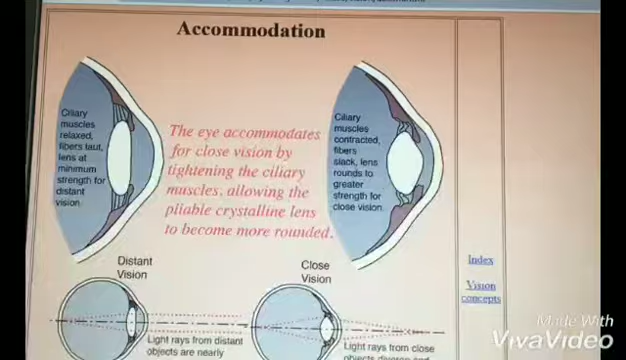 Accommodation
Ciliary
muscles
relaxed,
fibers taut,
lens at
minimum
strength for
distant
vision.
The eye accommodates
for close vision by
tightening the ciliary
muscles, allowing the
pliable crystalline lens
to become more rounded.
Ciliary
muscles
contracted,
fibers
slack, lens
rounds to
greater
strength for
close vision.
Distant
Vision
Close
Vision
Index
Vision
concepts
Light rays from distant
objects are nearly
Light rays from close
objects diverge and
Made With
VivaVideo